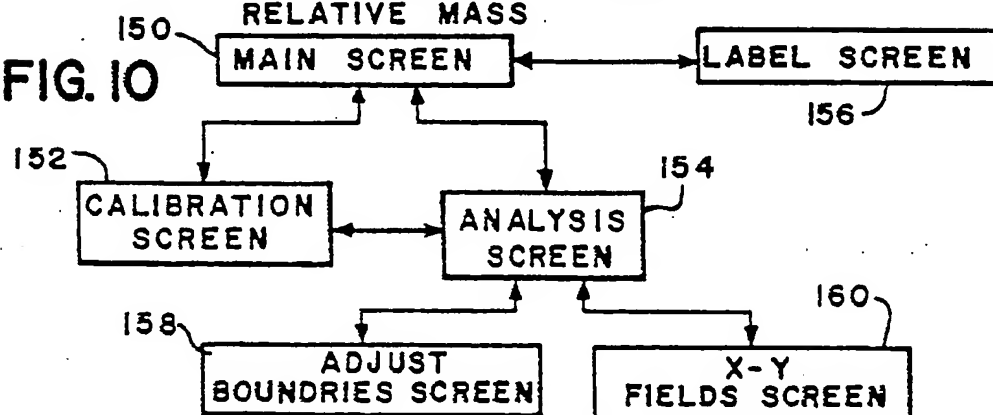 RELATIVE MASS
150
FIG. 10
MAIN SCREEN
LABEL SCREEN
156
152
154
CALIBRATION
SCREEN
ANALYSIS
SCREEN
158
160
ADJUST
BOUNDRIES SCREEN
X-Y
FIELDS SCREEN